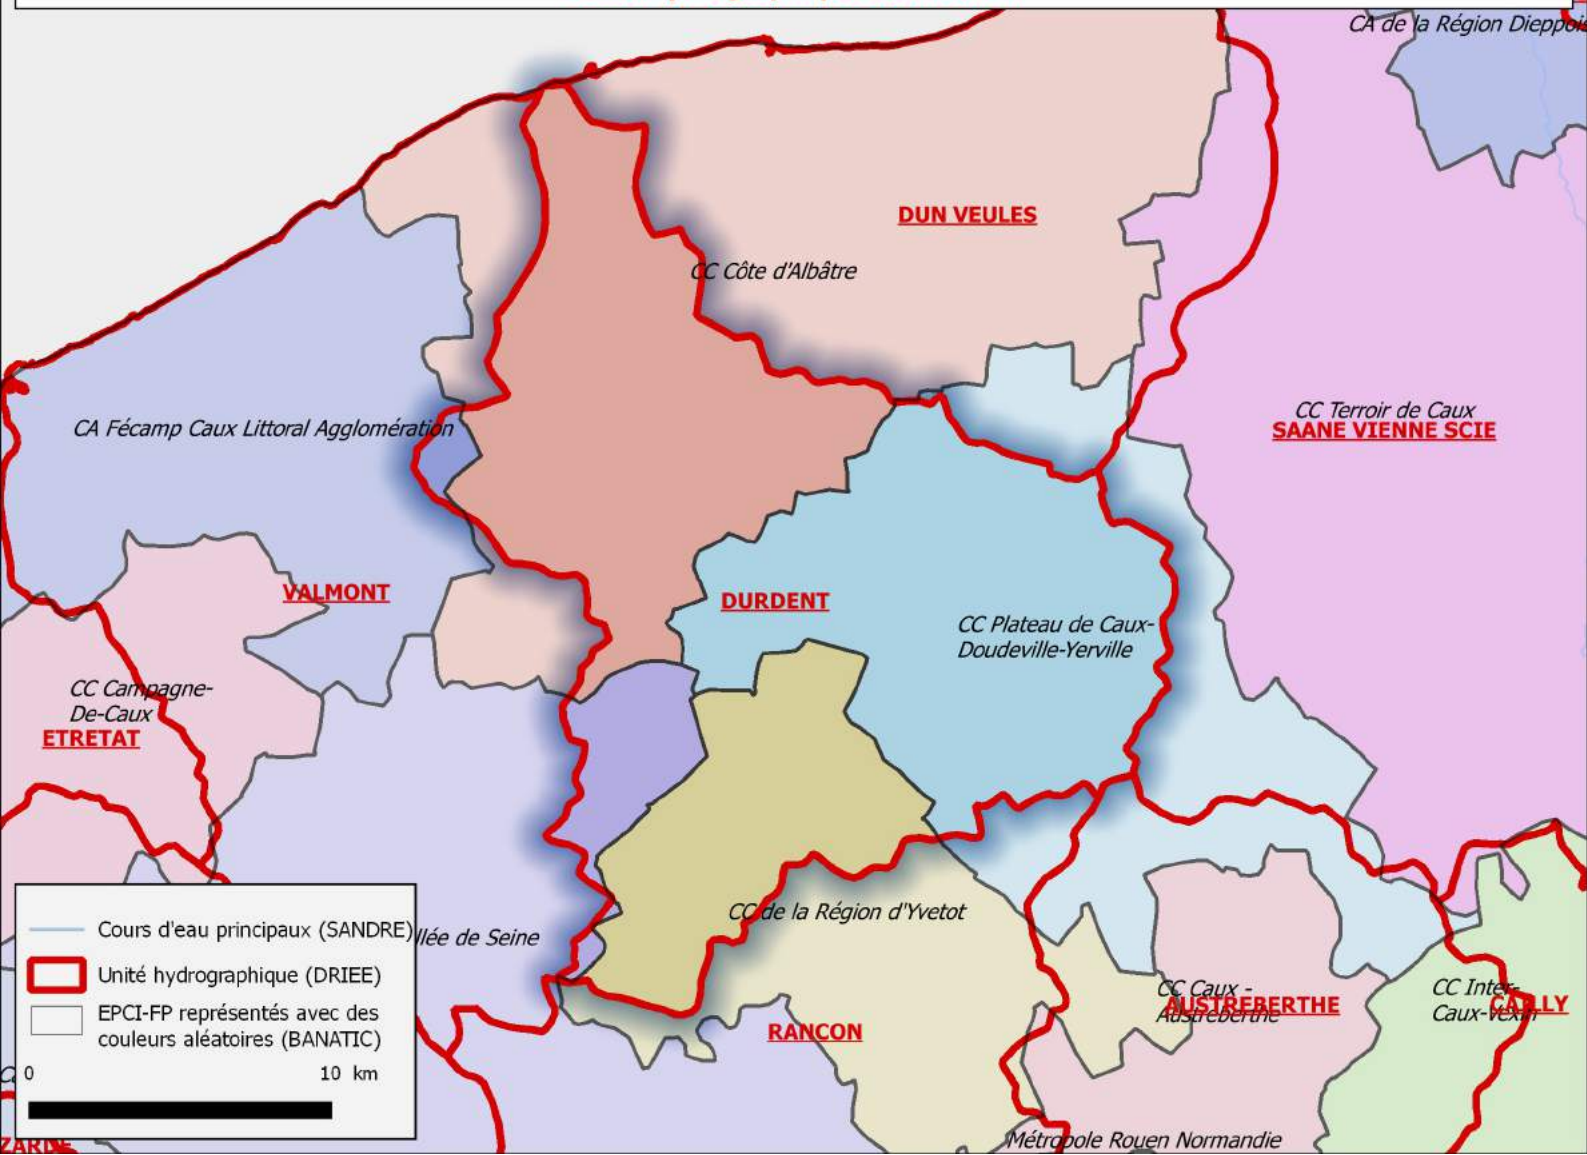 CA de la Région Dieppois
DUN VEULES
CC Côte d'Albâtre
CC Terroir de Caux
SAANE VIENNE SCIE
CA Fécamp Caux Littoral Agglomération
VALMONT
DURDENT
CC Plateau de Caux-
Doudeville-Yerville
CC Campagne-
De-Caux
ETRETAT
CC de la Région d'Yvetot
llée de Seine
CC Caux -
Austreberthe
AUSTREBERTHE
CC Inter-
Caux-Vexin
CAILLY
RANCON
Métropole Rouen Normandie
Cours d'eau principaux (SANDRE)
Unité hydrographique (DRIEE)
EPCI-FP représentés avec des
couleurs aléatoires (BANATIC)
0 10 km
ZARDE